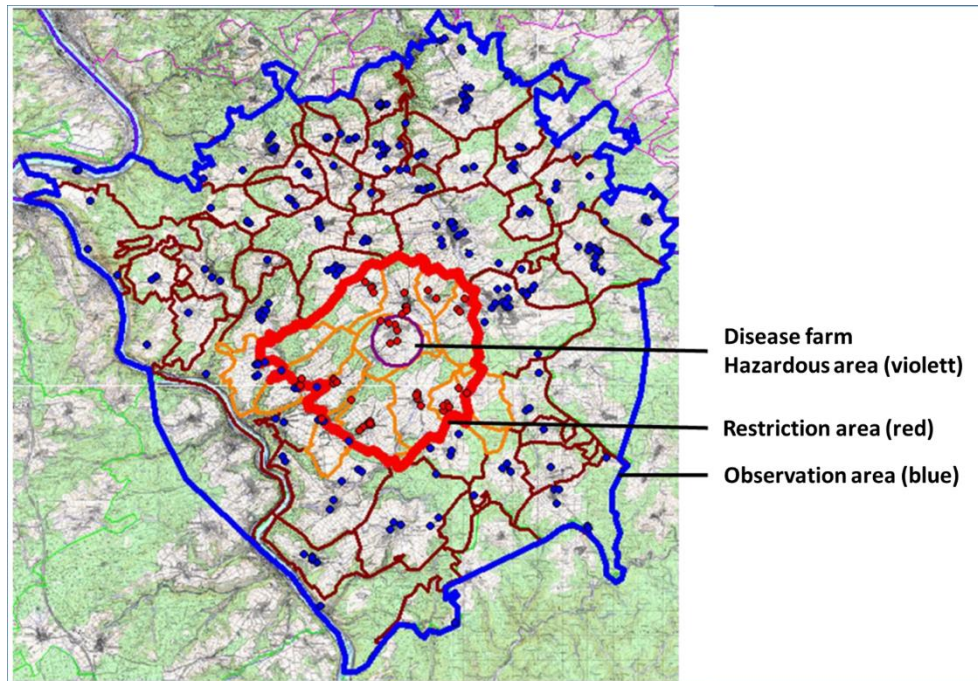 Disease farm
Hazardous area (violett)
Restriction area (red)
Observation area (blue)